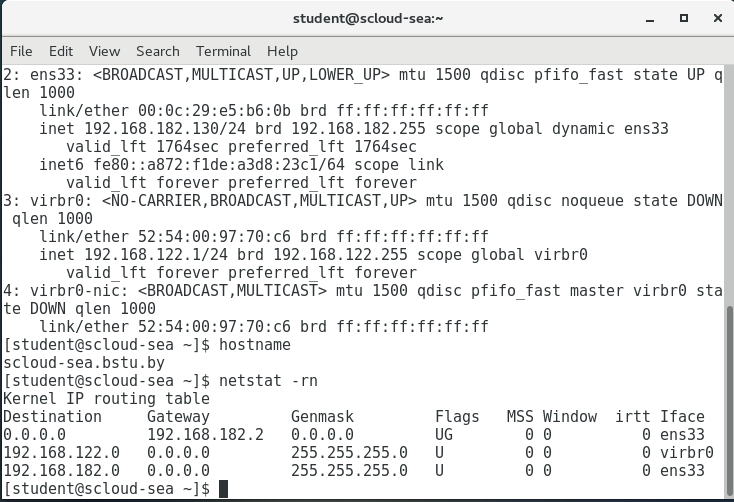 student@scloud-sea:~
File Edit View Search Terminal Help
2: ens33: <BROADCAST,MULTICAST,UP,LOWER_UP> mtu 1500 qdisc pfifo_fast state UP q
len 1000
    link/ether 00:0c:29:e5:b6:0b brd ff:ff:ff:ff:ff:ff
    inet 192.168.182.130/24 brd 192.168.182.255 scope global dynamic ens33
       valid_lft 1764sec preferred_lft 1764sec
    inet6 fe80::a872:f1de:a3d8:23c1/64 scope link
       valid_lft forever preferred_lft forever
3: virbr0: <NO-CARRIER,BROADCAST,MULTICAST,UP> mtu 1500 qdisc noqueue state DOWN
 qlen 1000
    link/ether 52:54:00:97:70:c6 brd ff:ff:ff:ff:ff:ff
    inet 192.168.122.1/24 brd 192.168.122.255 scope global virbr0
       valid_lft forever preferred_lft forever
4: virbr0-nic: <BROADCAST,MULTICAST> mtu 1500 qdisc pfifo_fast master virbr0 sta
te DOWN qlen 1000
    link/ether 52:54:00:97:70:c6 brd ff:ff:ff:ff:ff:ff
[student@scloud-sea ~]$ hostname
scloud-sea.bstu.by
[student@scloud-sea ~]$ netstat -rn
Kernel IP routing table
Destination     Gateway         Genmask         Flags   MSS Window  irtt Iface
0.0.0.0         192.168.182.2   0.0.0.0         UG        0 0          0 ens33
192.168.122.0   0.0.0.0         255.255.255.0   U         0 0          0 virbr0
192.168.182.0   0.0.0.0         255.255.255.0   U         0 0          0 ens33
[student@scloud-sea ~]$